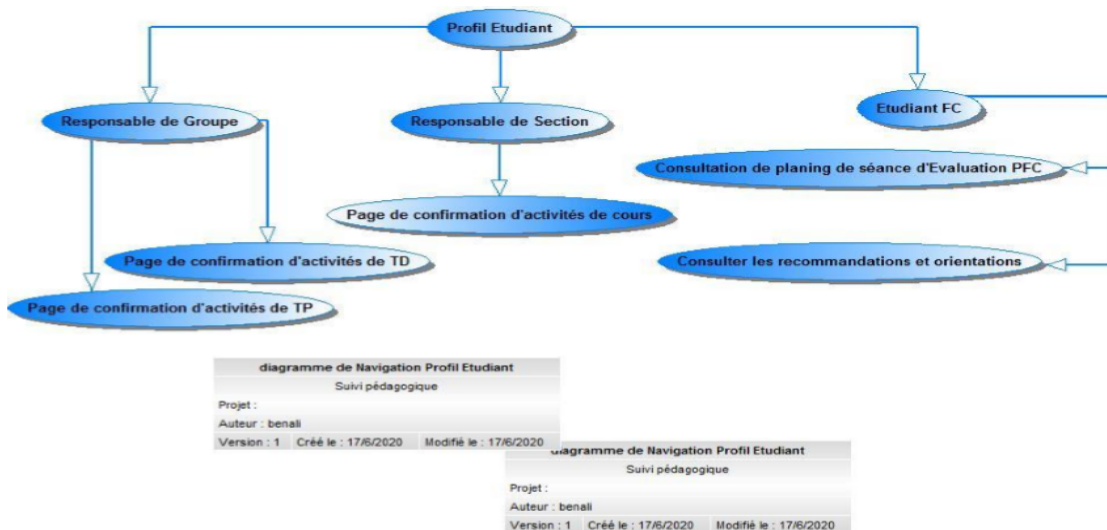 Profil Etudiant
Responsable de Groupe
Responsable de Section
Etudiant FC
Consultation de planing de séance d'Evaluation PFC
Page de confirmation d'activités de cours
Page de confirmation d'activités de TD
Consulter les recommandations et orientations
Page de confirmation d'activités de TP
diagramme de Navigation Profil Etudiant
Suivi pédagogique
Projet :
Auteur : benali
Version : 1 Créé le : 17/6/2020 Modifié le : 17/6/2020
diagramme de Navigation Profil Etudiant
Suivi pédagogique
Projet :
Auteur : benali
Version : 1 Créé le : 17/6/2020 Modifié le : 17/6/2020